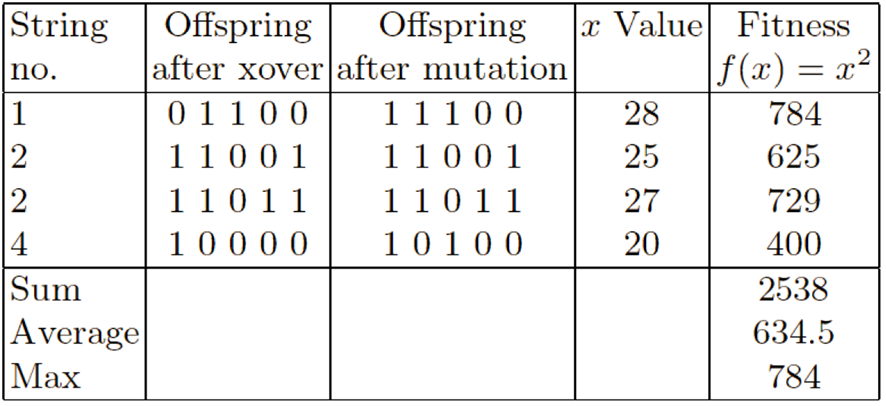 String Offspring Offspring x Value Fitness
no. after xover after mutation f(x) = x²
1 0 1 1 0 0 1 1 1 0 0 28 784
2 1 1 0 0 1 1 1 0 0 1 25 625
2 1 1 0 1 1 1 1 0 1 1 27 729
4 1 0 0 0 0 1 0 1 0 0 20 400
Sum 2538
Average 634.5
Max 784